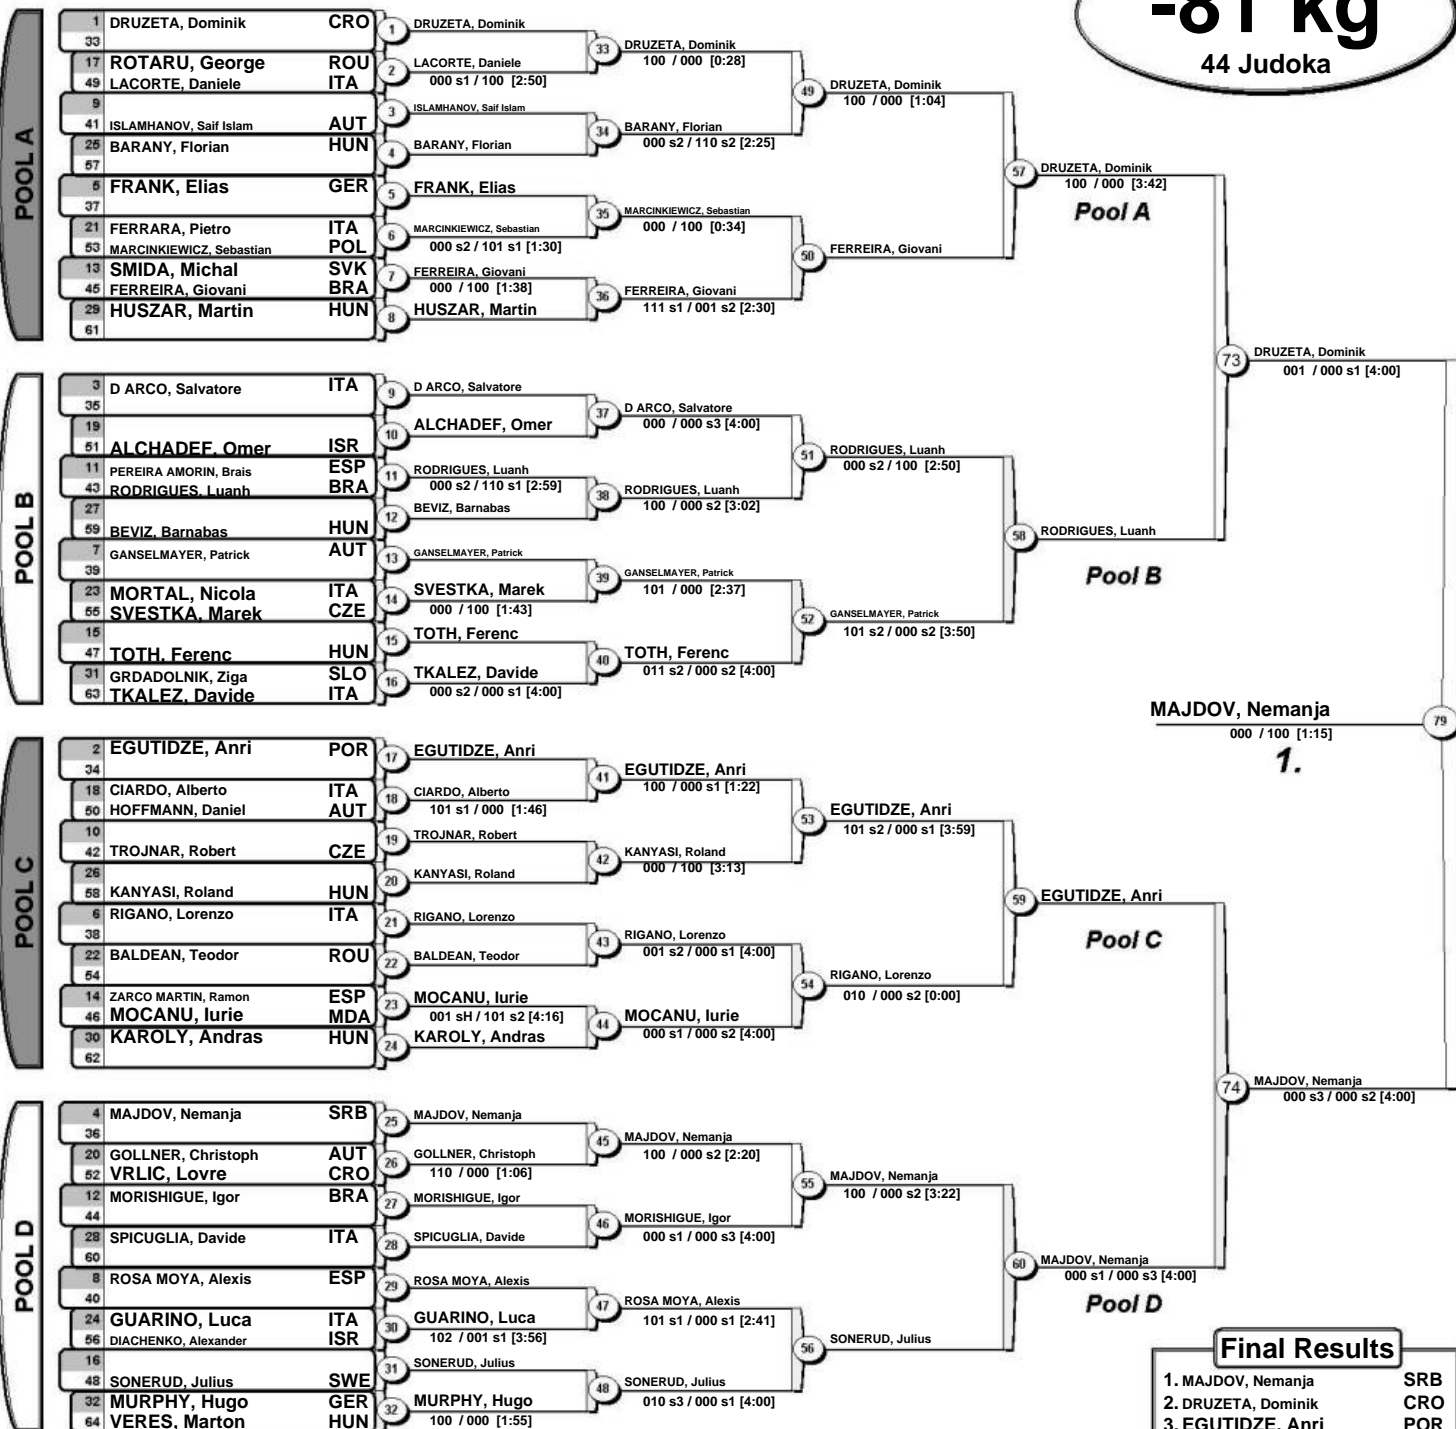 -81 kg
44 Judoka
POOL A
1 DRUZETA, Dominik CRO
33
17 ROTARU, George ROU
49 LACORTE, Daniele ITA
9
41 ISLAMHANOV, Saif Islam AUT
25 BARANY, Florian HUN
57
5 FRANK, Elias GER
37
21 FERRARA, Pietro ITA
53 MARCINKIEWICZ, Sebastian POL
13 SMIDA, Michal SVK
45 FERREIRA, Giovani BRA
29 HUSZAR, Martin HUN
61
1 DRUZETA, Dominik
2 LACORTE, Daniele
000 s1 / 100 [2:50]
3 ISLAMHANOV, Saif Islam
4 BARANY, Florian
5 FRANK, Elias
6 MARCINKIEWICZ, Sebastian
000 s2 / 101 s1 [1:30]
7 FERREIRA, Giovani
000 / 100 [1:38]
8 HUSZAR, Martin
33 DRUZETA, Dominik
100 / 000 [0:28]
34 BARANY, Florian
000 s2 / 110 s2 [2:25]
35 MARCINKIEWICZ, Sebastian
000 / 100 [0:34]
36 FERREIRA, Giovani
111 s1 / 001 s2 [2:30]
49 DRUZETA, Dominik
100 / 000 [1:04]
50 FERREIRA, Giovani
57 DRUZETA, Dominik
100 / 000 [3:42]
Pool A
POOL B
3 D ARCO, Salvatore ITA
35
19
51 ALCHADEF, Omer ISR
11 PEREIRA AMORIN, Brais ESP
43 RODRIGUES, Luanh BRA
27
59 BEVIZ, Barnabas HUN
7 GANSELMAYER, Patrick AUT
39
23 MORTAL, Nicola ITA
55 SVESTKA, Marek CZE
15
47 TOTH, Ferenc HUN
31 GRDADOLNIK, Ziga SLO
63 TKALEZ, Davide ITA
9 D ARCO, Salvatore
10 ALCHADEF, Omer
11 RODRIGUES, Luanh
000 s2 / 110 s1 [2:59]
12 BEVIZ, Barnabas
13 GANSELMAYER, Patrick
14 SVESTKA, Marek
000 / 100 [1:43]
15 TOTH, Ferenc
16 TKALEZ, Davide
000 s2 / 000 s1 [4:00]
37 D ARCO, Salvatore
000 / 000 s3 [4:00]
38 RODRIGUES, Luanh
100 / 000 s2 [3:02]
39 GANSELMAYER, Patrick
101 / 000 [2:37]
40 TOTH, Ferenc
011 s2 / 000 s2 [4:00]
51 RODRIGUES, Luanh
000 s2 / 100 [2:50]
52 GANSELMAYER, Patrick
101 s2 / 000 s2 [3:50]
58 RODRIGUES, Luanh
Pool B
73 DRUZETA, Dominik
001 / 000 s1 [4:00]
MAJDOV, Nemanja 79
000 / 100 [1:15]
1.
POOL C
2 EGUTIDZE, Anri POR
34
18 CIARDO, Alberto ITA
50 HOFFMANN, Daniel AUT
10
42 TROJNAR, Robert CZE
26
58 KANYASI, Roland HUN
6 RIGANO, Lorenzo ITA
38
22 BALDEAN, Teodor ROU
54
14 ZARCO MARTIN, Ramon ESP
46 MOCANU, Iurie MDA
30 KAROLY, Andras HUN
62
17 EGUTIDZE, Anri
18 CIARDO, Alberto
101 s1 / 000 [1:46]
19 TROJNAR, Robert
20 KANYASI, Roland
21 RIGANO, Lorenzo
22 BALDEAN, Teodor
23 MOCANU, Iurie
001 sH / 101 s2 [4:16]
24 KAROLY, Andras
41 EGUTIDZE, Anri
100 / 000 s1 [1:22]
42 KANYASI, Roland
000 / 100 [3:13]
43 RIGANO, Lorenzo
001 s2 / 000 s1 [4:00]
44 MOCANU, Iurie
000 s1 / 000 s2 [4:00]
53 EGUTIDZE, Anri
101 s2 / 000 s1 [3:59]
54 RIGANO, Lorenzo
010 / 000 s2 [0:00]
59 EGUTIDZE, Anri
Pool C
74 MAJDOV, Nemanja
000 s3 / 000 s2 [4:00]
POOL D
4 MAJDOV, Nemanja SRB
36
20 GOLLNER, Christoph AUT
52 VRLIC, Lovre CRO
12 MORISHIGUE, Igor BRA
44
28 SPICUGLIA, Davide ITA
60
8 ROSA MOYA, Alexis ESP
40
24 GUARINO, Luca ITA
56 DIACHENKO, Alexander ISR
16
48 SONERUD, Julius SWE
32 MURPHY, Hugo GER
64 VERES, Marton HUN
25 MAJDOV, Nemanja
26 GOLLNER, Christoph
110 / 000 [1:06]
27 MORISHIGUE, Igor
28 SPICUGLIA, Davide
29 ROSA MOYA, Alexis
30 GUARINO, Luca
102 / 001 s1 [3:56]
31 SONERUD, Julius
32 MURPHY, Hugo
100 / 000 [1:55]
45 MAJDOV, Nemanja
100 / 000 s2 [2:20]
46 MORISHIGUE, Igor
000 s1 / 000 s3 [4:00]
47 ROSA MOYA, Alexis
101 s1 / 000 s1 [2:41]
48 SONERUD, Julius
010 s3 / 000 s1 [4:00]
55 MAJDOV, Nemanja
100 / 000 s2 [3:22]
56 SONERUD, Julius
60 MAJDOV, Nemanja
000 s1 / 000 s3 [4:00]
Pool D
Final Results
1. MAJDOV, Nemanja SRB
2. DRUZETA, Dominik CRO
3. EGUTIDZE, Anri POR